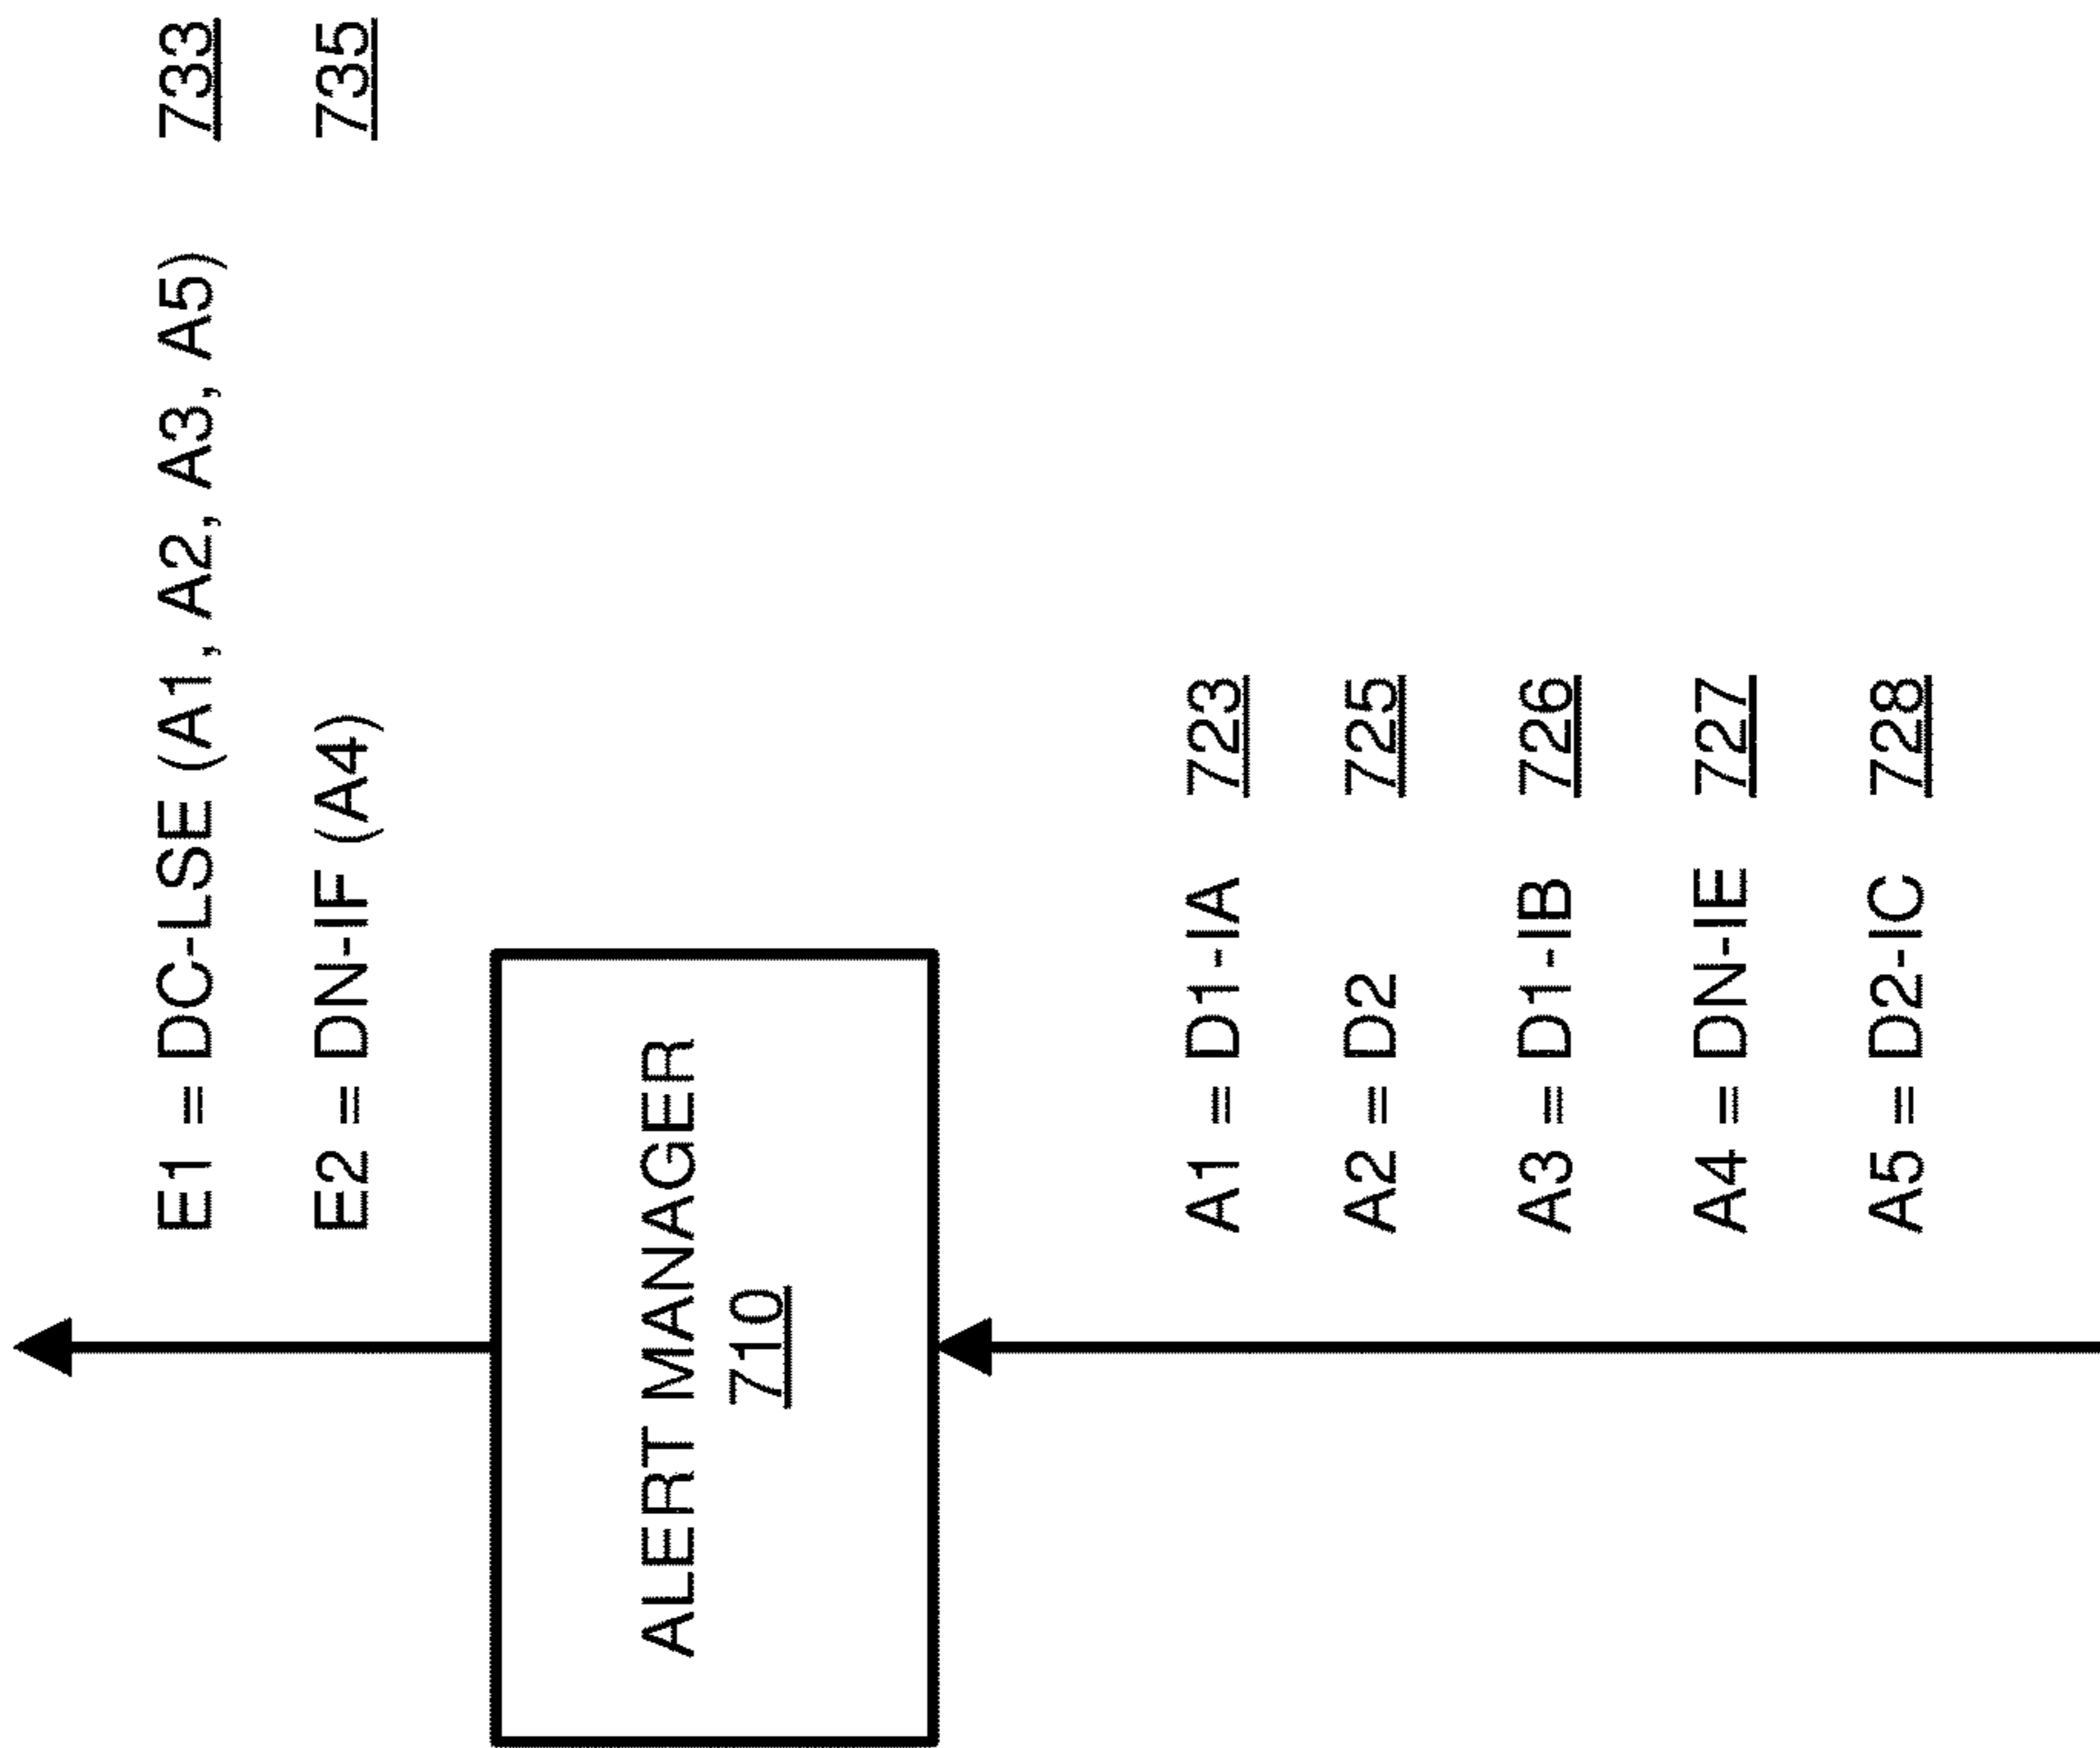 E1 = DC-LSE (A1, A2, A3, A5) 733
E2 = DN-IF (A4) 735
ALERT MANAGER
710
A1 = D1-IA 723
A2 = D2 725
A3 = D1-IB 726
A4 = DN-IE 727
A5 = D2-IC 728